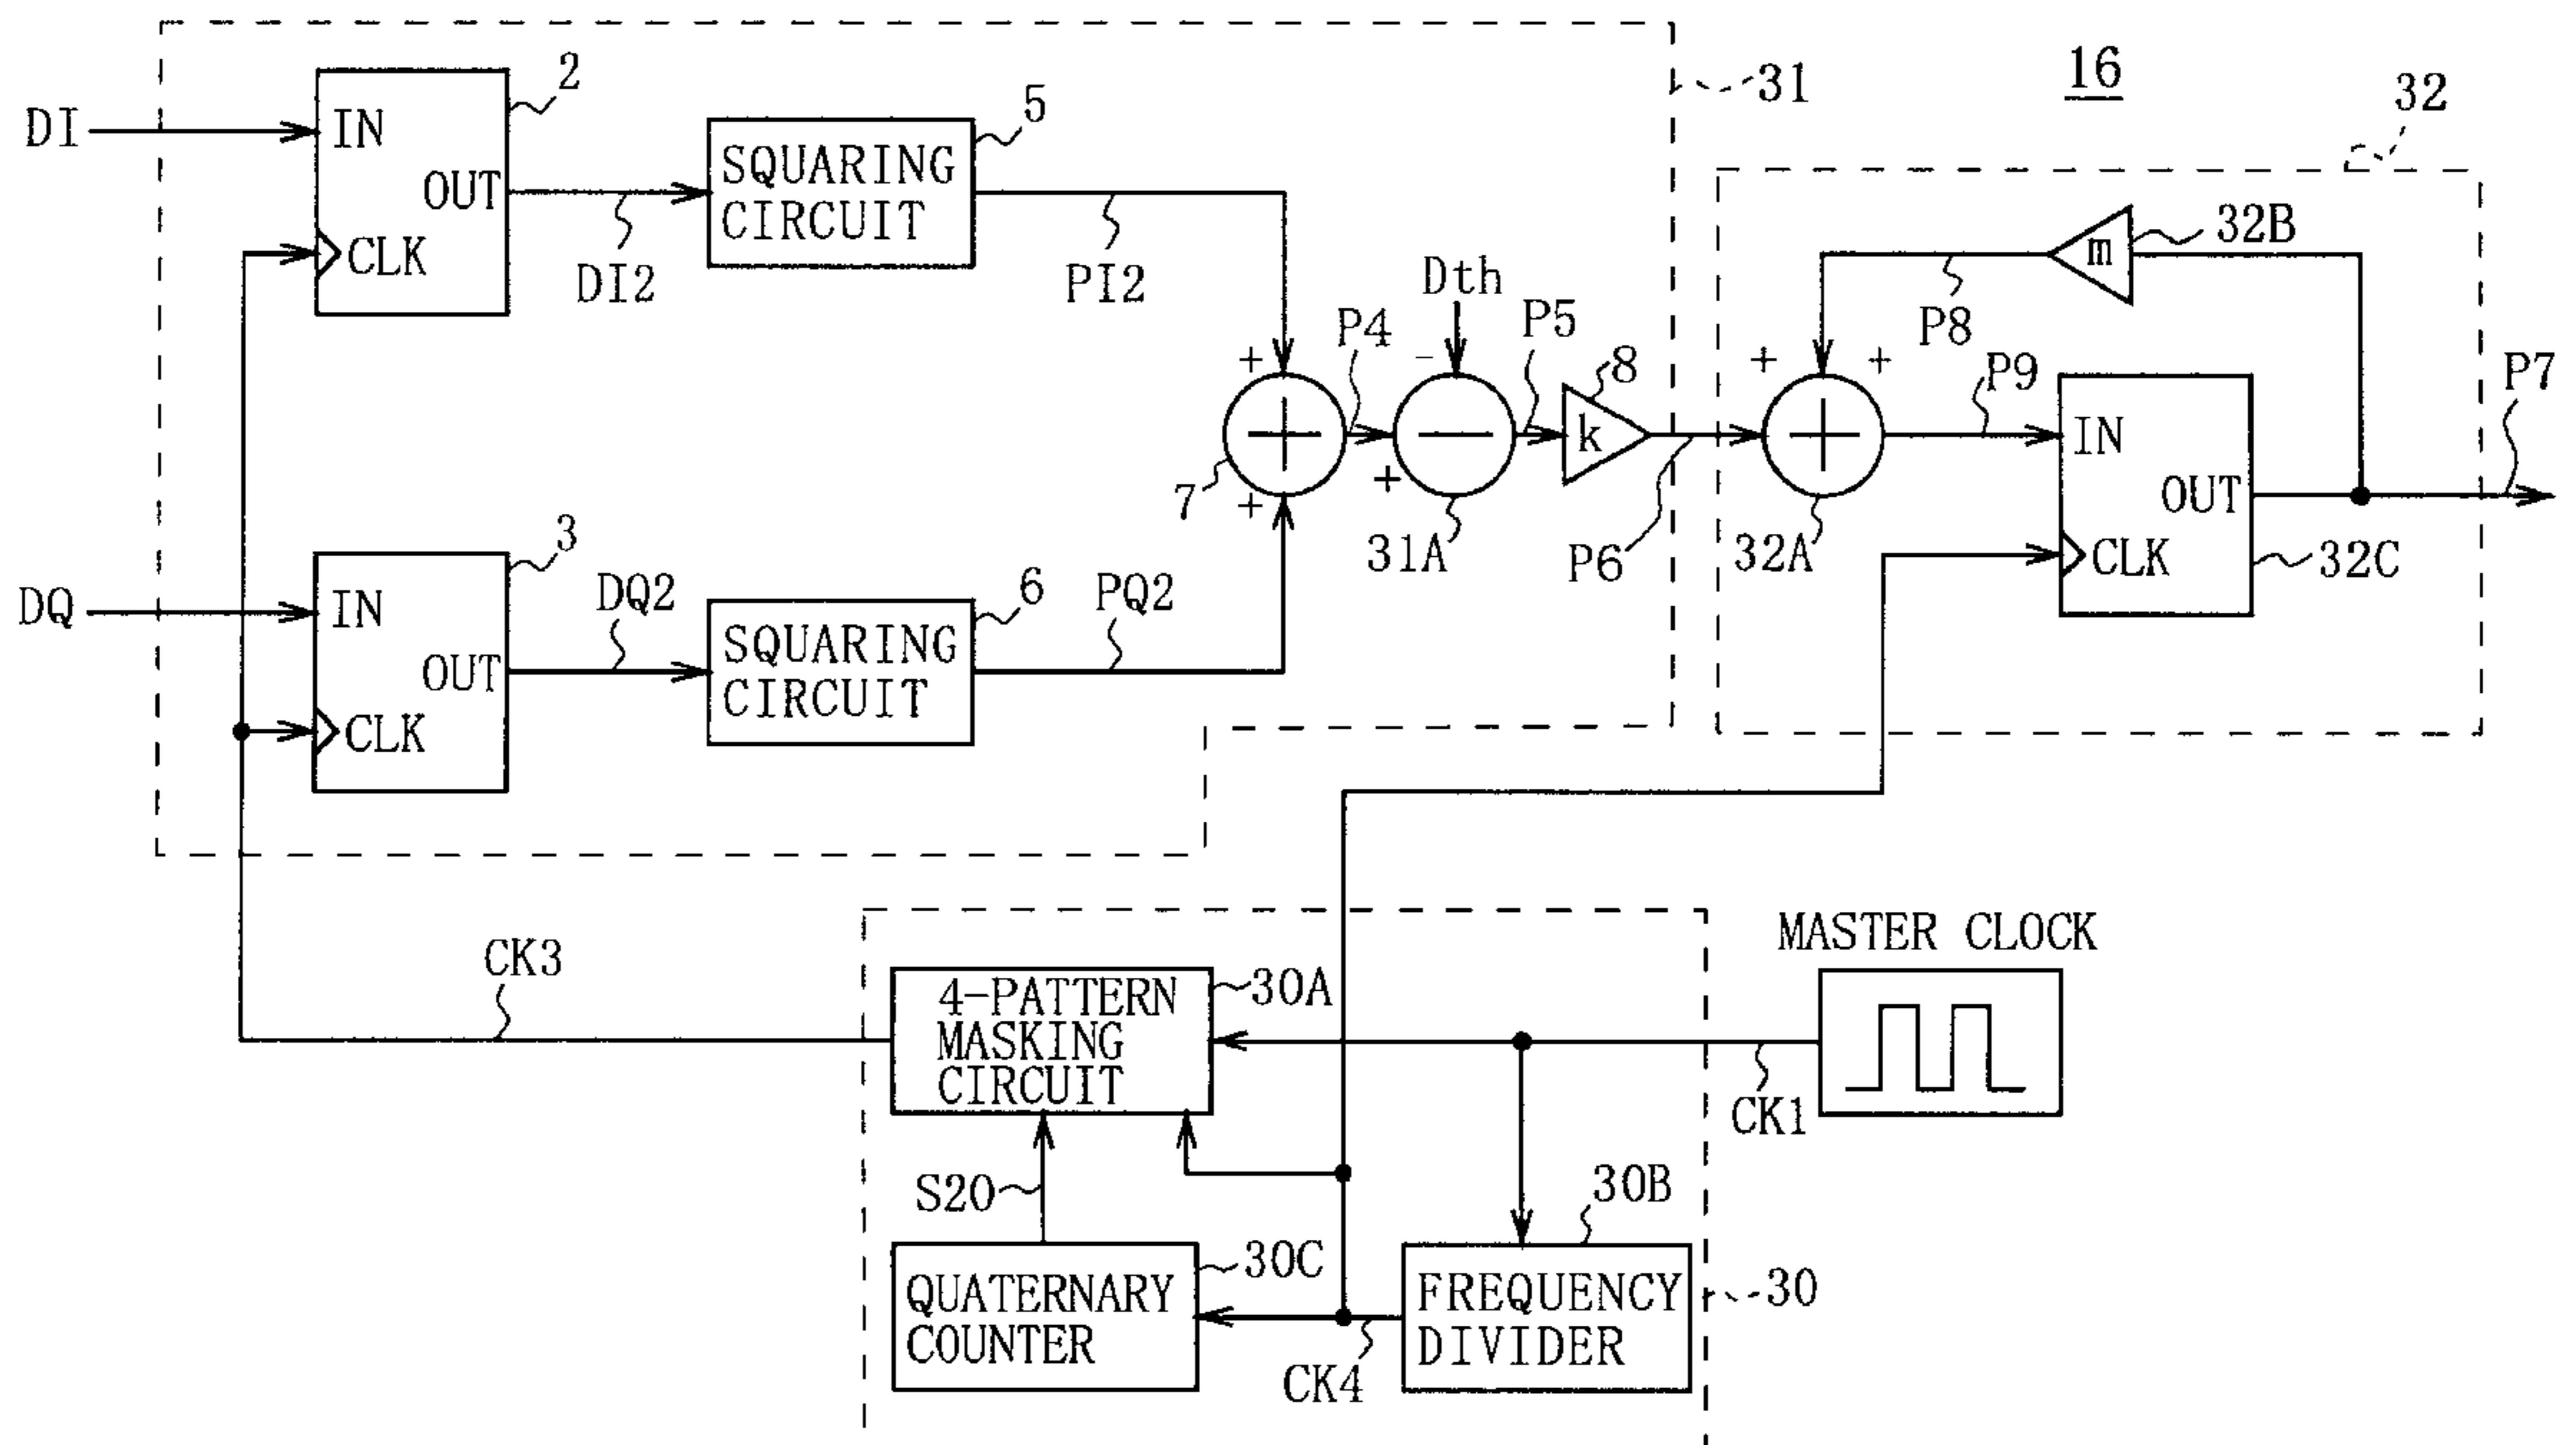 16
31
32
DI
IN
OUT
CLK
2
DI2
SQUARING
CIRCUIT
5
PI2
Dth
-
+
+
7
P4
+
31A
P5
k
8
P6
DQ
IN
OUT
CLK
3
DQ2
SQUARING
CIRCUIT
6
PQ2
m
32B
P8
+
+
+
32A
P9
IN
OUT
CLK
32C
P7
CK3
4-PATTERN
MASKING
CIRCUIT
30A
MASTER CLOCK
CK1
S20
30B
QUATERNARY
COUNTER
30C
CK4
FREQUENCY
DIVIDER
30